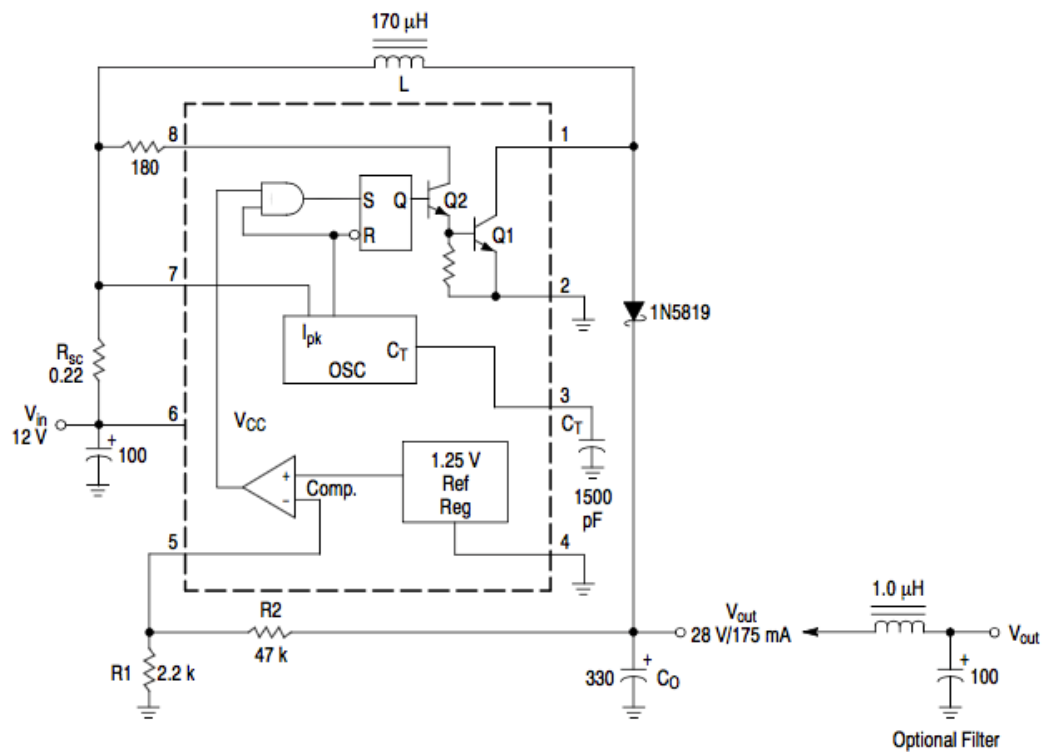 170 μH
L
8
1
180
S
Q
Q2
R
Q1
7
2
1N5819
Ipk
CT
OSC
Rsc
0.22
3
Vin
12 V
6
VCC
CT
+
100
1.25 V
Ref
Reg
+
Comp.
−
1500
pF
5
4
1.0 μH
R2
Vout
28 V/175 mA
Vout
47 k
R1
2.2 k
330
+
CO
+
100
Optional Filter